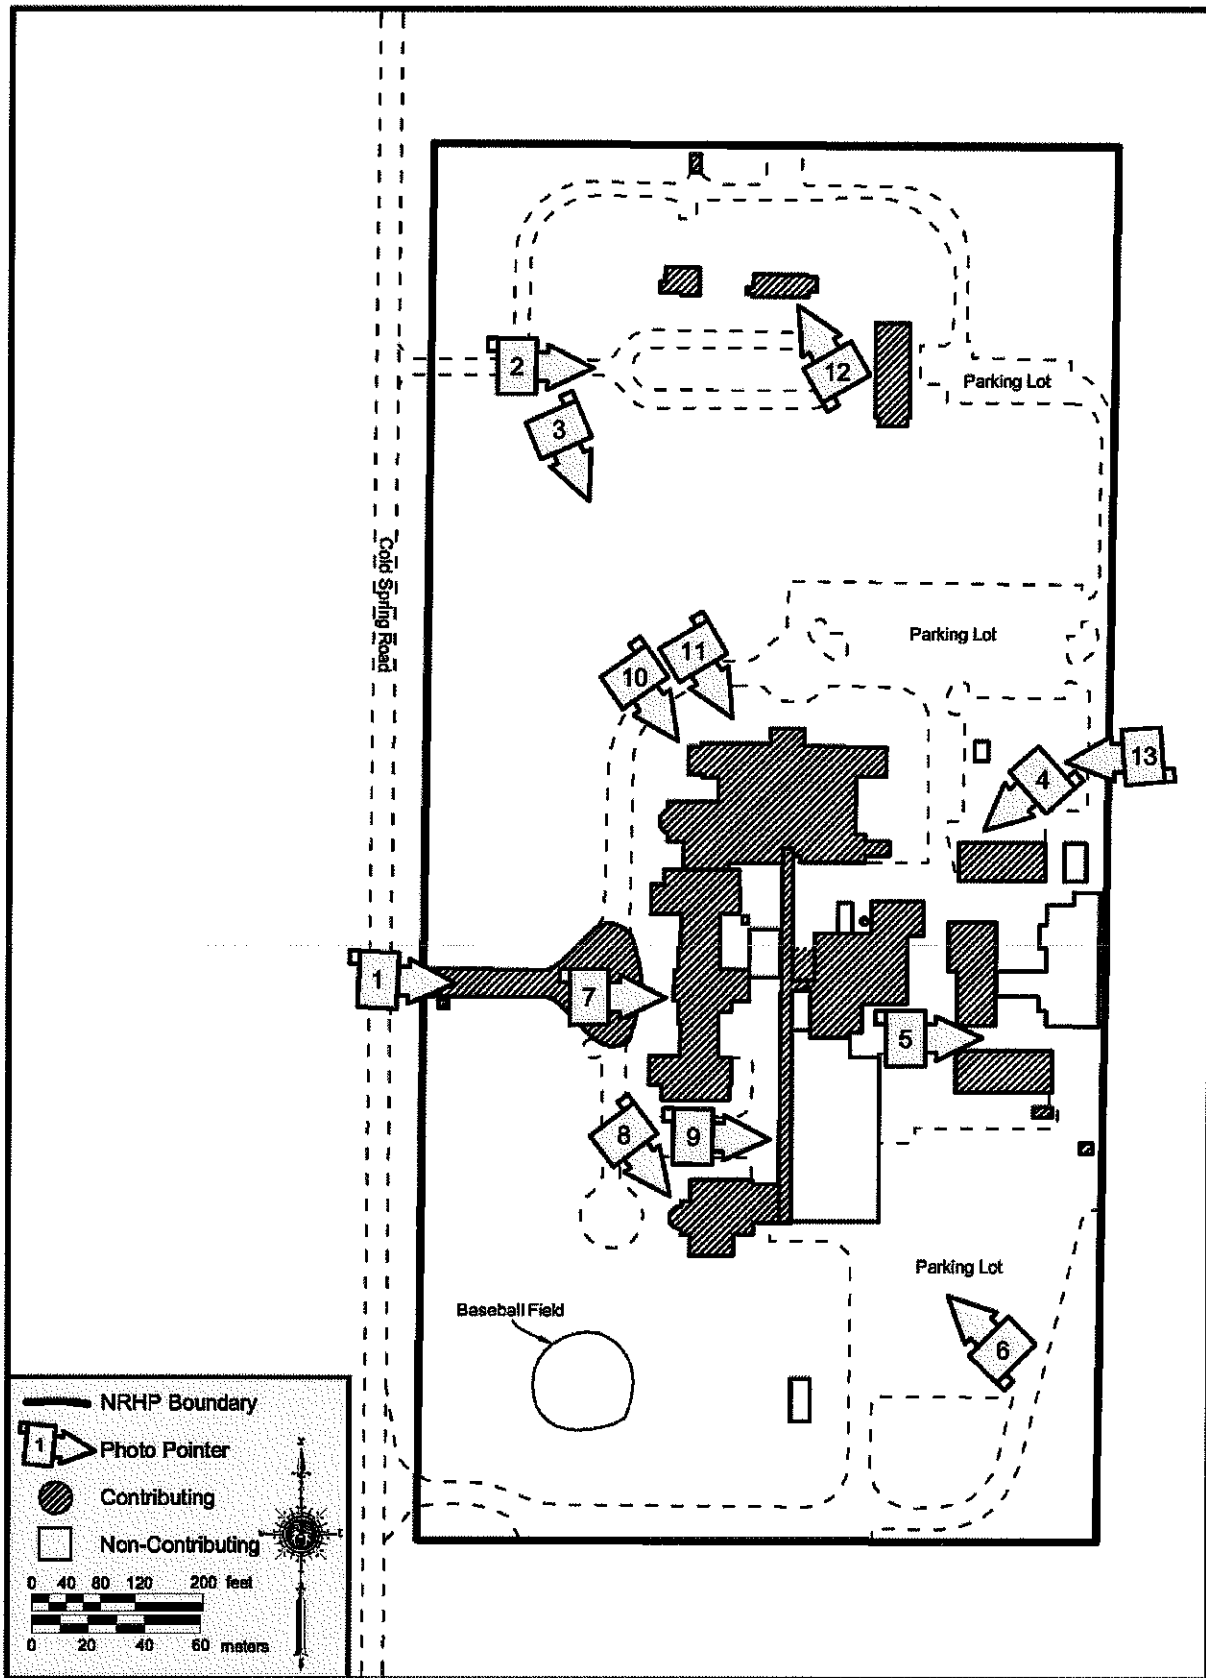 2
12
Parking Lot
3
Cold Spring Road
11
Parking Lot
10
13
4
1
7
5
8
9
Parking Lot
Baseball Field
6
NRHP Boundary
1 Photo Pointer
Contributing
Non-Contributing
0 40 80 120 200 feet
0 20 40 60 meters